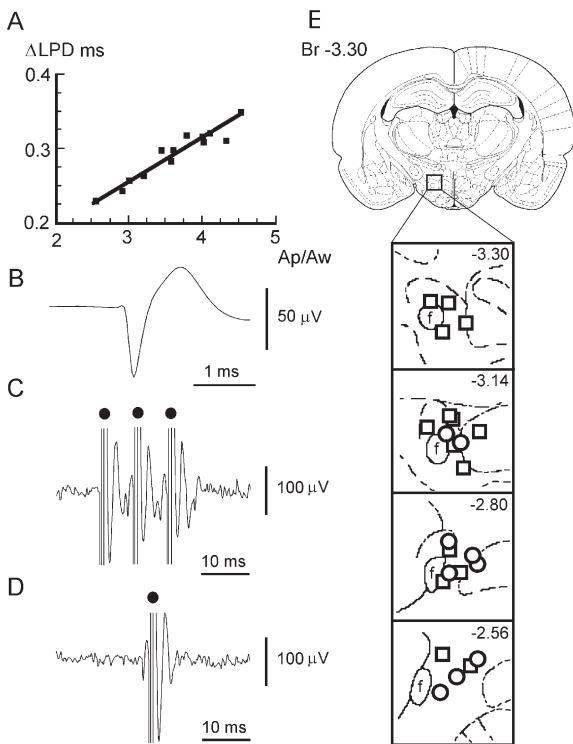 A
ΔLPD ms
0.4
0.3
0.2
2 3 4 5
Ap/Aw
B
50 μV
1 ms
C
100 μV
10 ms
D
100 μV
10 ms
E
Br -3.30
-3.30
f
-3.14
f
-2.80
f
-2.56
f